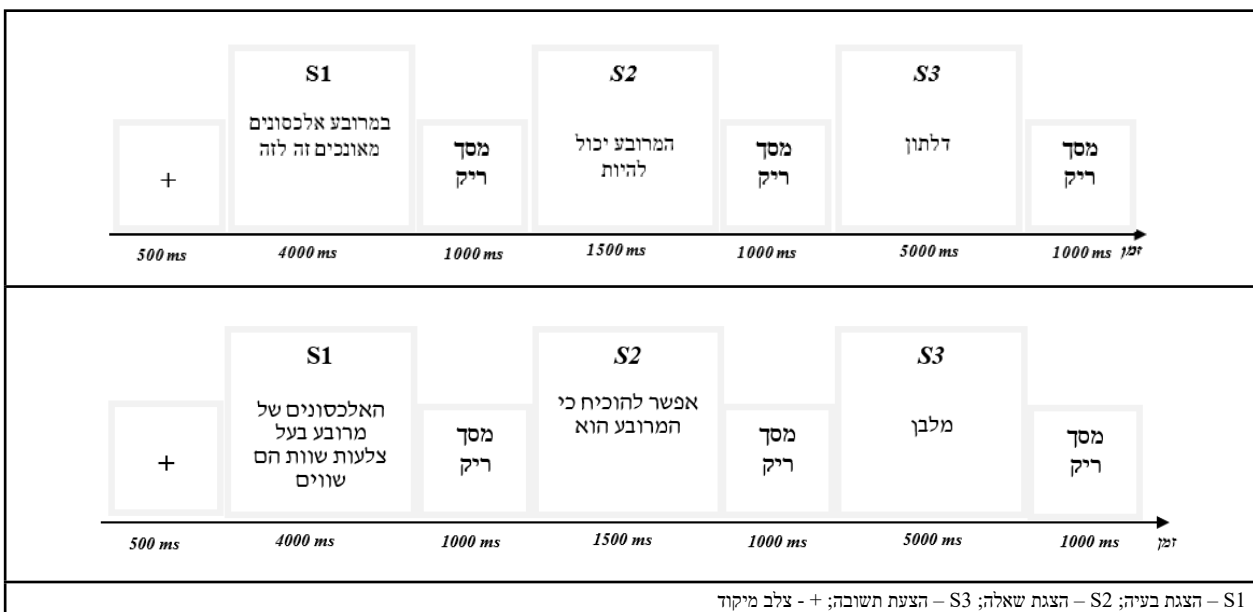 S1
S2
S3
במרובע אלכסונים
מאונכים זה לזה
המרובע יכול
להיות
דלתון
+
מסך
ריק
מסך
ריק
מסך
ריק
500 ms
4000 ms
1000 ms
1500 ms
1000 ms
5000 ms
1000 ms
זמן
S1
S2
S3
האלכסונים של
מרובע בעל
צלעות שוות הם
שווים
אפשר להוכיח כי
המרובע הוא
מלבן
+
מסך
ריק
מסך
ריק
מסך
ריק
500 ms
4000 ms
1000 ms
1500 ms
1000 ms
5000 ms
1000 ms
זמן
S1 – הצגת בעיה; S2 – הצגת שאלה; S3 – הצעת תשובה; + - צלב מיקוד